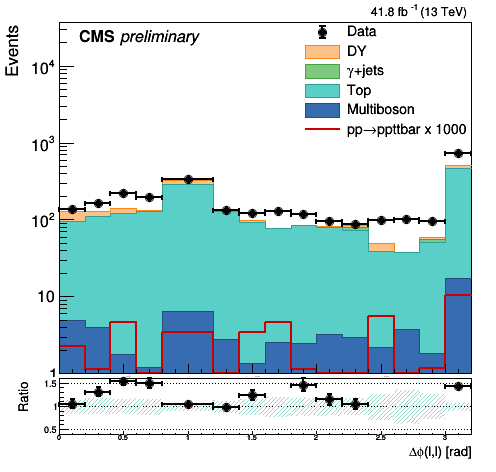 41.8 fb⁻¹ (13 TeV)
CMS preliminary
Events
Data
DY
γ+jets
Top
Multiboson
pp→ppttbar x 1000
10⁴
10³
10²
10
1
Ratio
1.5
1
0.5
0 0.5 1 1.5 2 2.5 3
Δϕ(l,l) [rad]